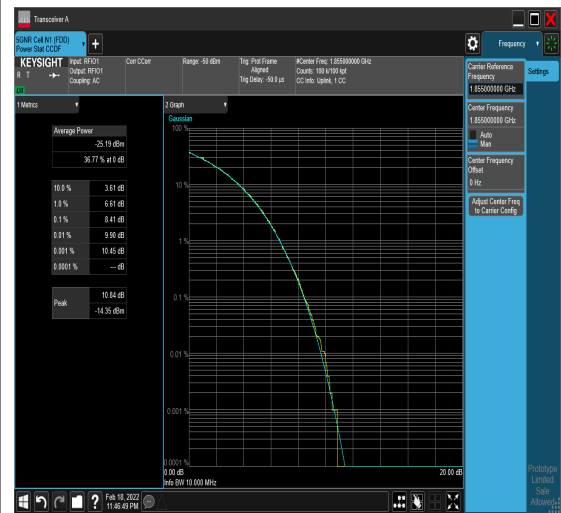 Transceiver A
5GNR Cell N1 (FDD)
Power Stat CCDF
Frequency
KEYSIGHT
R T
Input: RFIO1
Output: RFIO1
Coupling: AC
Corr CCorr
Range: -50 dBm
Trig: Prot Frame
Aligned
Trig Delay: -50.0 µs
#Center Freq: 1.855000000 GHz
Counts: 100 k/100 kpt
CC Info: Uplink, 1 CC
Carrier Reference
Frequency
1.855000000 GHz
Settings
Center Frequency
1.855000000 GHz
Auto
Man
Center Frequency
Offset
0 Hz
Adjust Center Freq
to Carrier Config
1 Metrics
Average Power
-25.19 dBm
36.77 % at 0 dB
10.0 % 3.61 dB
1.0 % 6.61 dB
0.1 % 8.41 dB
0.01 % 9.90 dB
0.001 % 10.45 dB
0.0001 % --- dB
Peak
10.84 dB
-14.35 dBm
2 Graph
Gaussian
100 %
10 %
1 %
0.1 %
0.01 %
0.001 %
0.0001 %
0.00 dB
20.00 dB
Info BW 10.000 MHz
Feb 18, 2022
11:46:49 PM
Prototype
Limited
Sale
Allowed